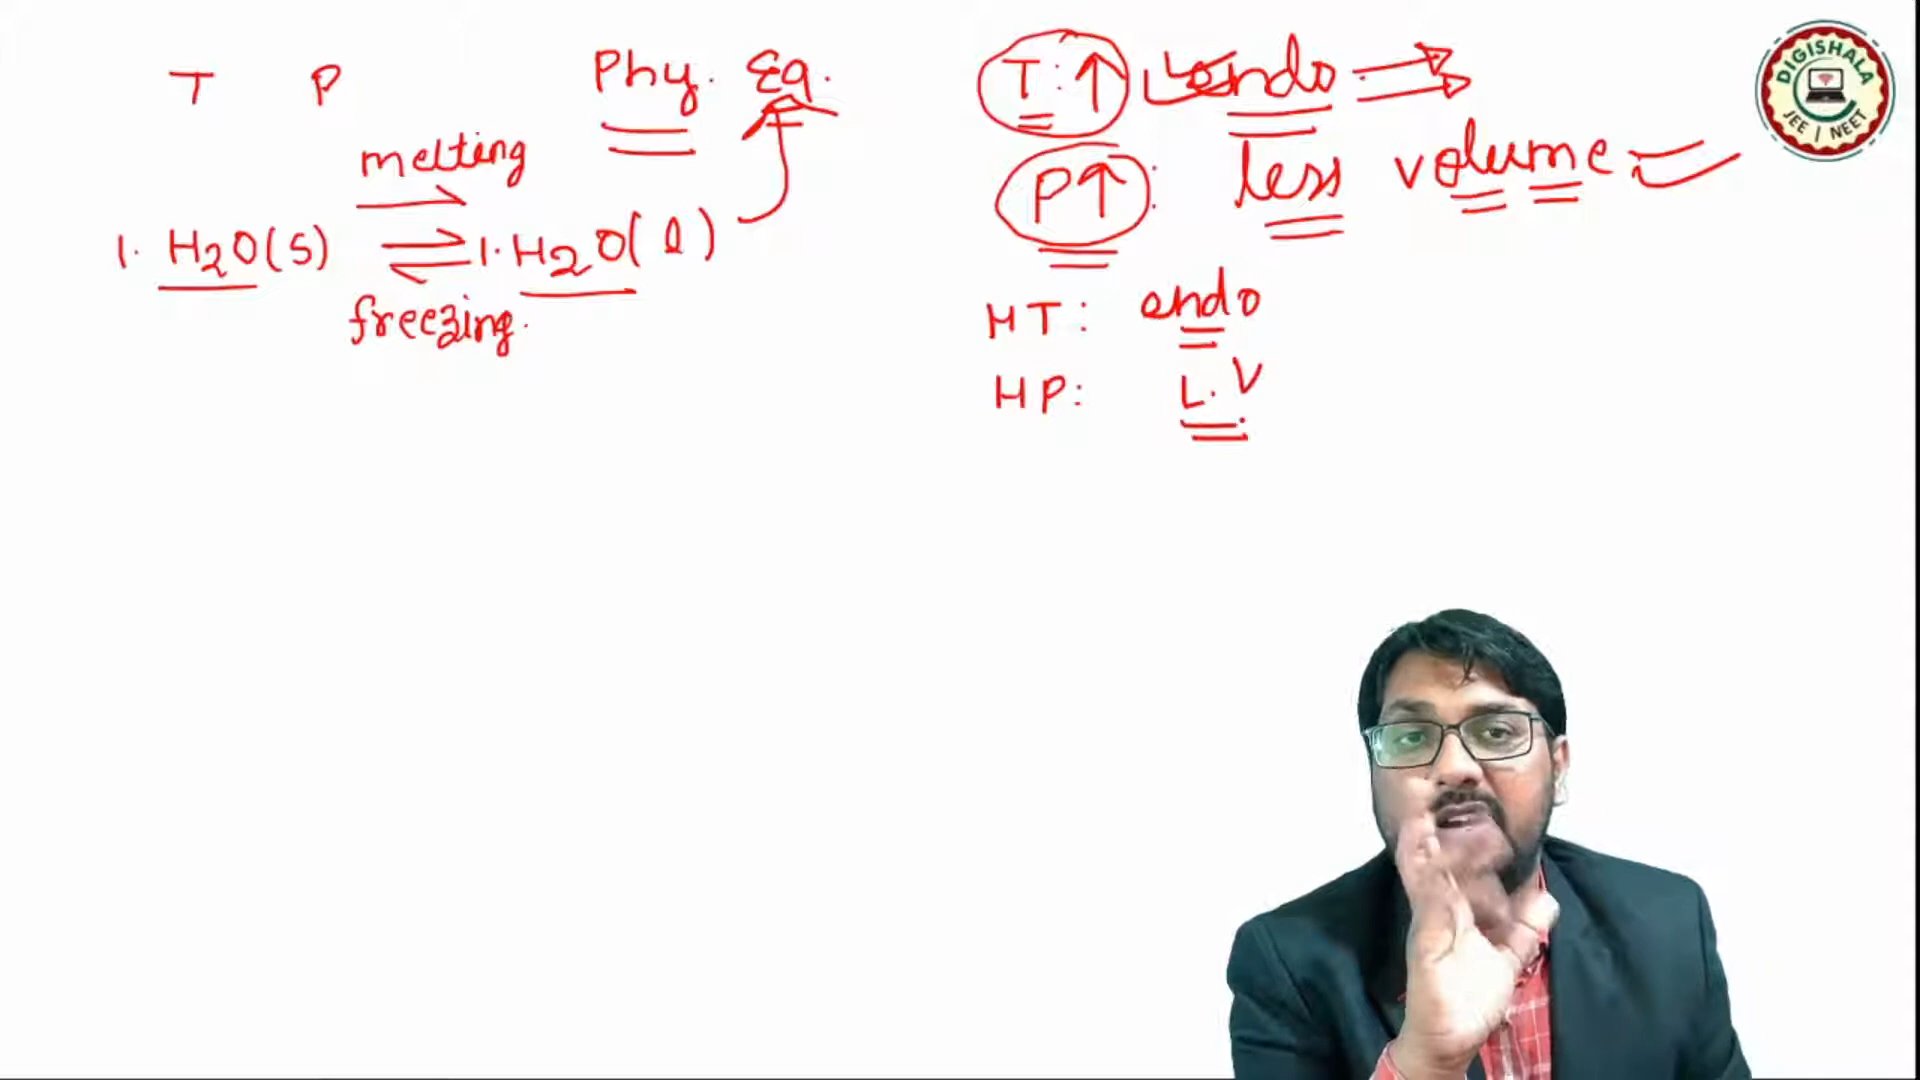 T P Phy. Eq.
melting
1. H2O(s) ⇌ 1. H2O(l)
freezing.
T: ↑ endo
P↑: less volume
HT: endo
HP: L.V
DIGISHALA
JEE | NEET